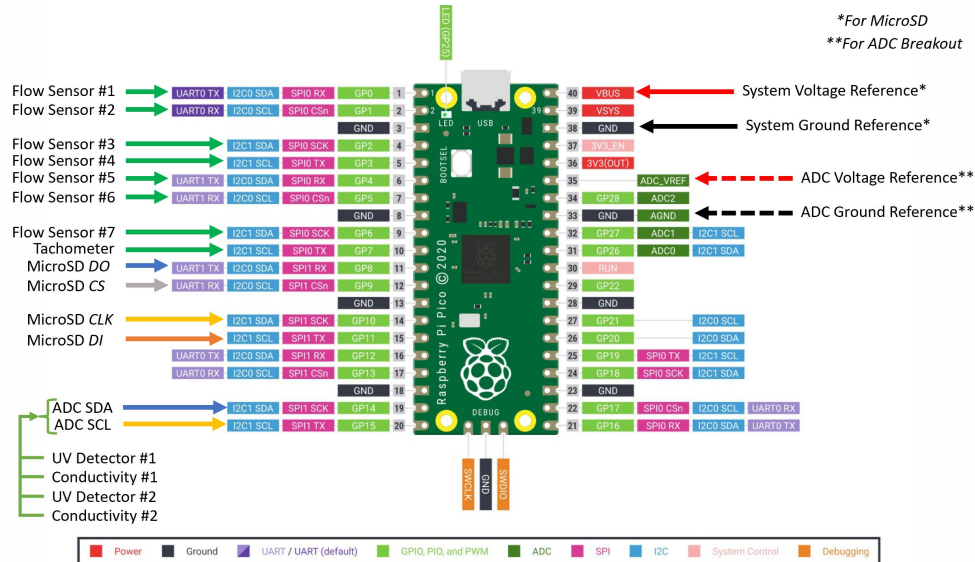 *For MicroSD
**For ADC Breakout
LED (GP25)
Flow Sensor #1 UART0 TX I2C0 SDA SPI0 RX GP0 1 1 40 VBUS System Voltage Reference*
Flow Sensor #2 UART0 RX I2C0 SCL SPI0 CSn GP1 2 2 39 39 VSYS
LED USB
GND 3 38 GND System Ground Reference*
Flow Sensor #3 I2C1 SDA SPI0 SCK GP2 4 37 3V3_EN
Flow Sensor #4 I2C1 SCL SPI0 TX GP3 5 36 3V3(OUT)
BOOTSEL
Flow Sensor #5 UART1 TX I2C0 SDA SPI0 RX GP4 6 35 ADC_VREF ADC Voltage Reference**
Flow Sensor #6 UART1 RX I2C0 SCL SPI0 CSn GP5 7 34 GP28 ADC2
GND 8 33 GND AGND ADC Ground Reference**
Flow Sensor #7 I2C1 SDA SPI0 SCK GP6 9 32 GP27 ADC1 I2C1 SCL
Tachometer I2C1 SCL SPI0 TX GP7 10 31 GP26 ADC0 I2C1 SDA
MicroSD DO UART1 TX I2C0 SDA SPI1 RX GP8 11 30 RUN
MicroSD CS UART1 RX I2C0 SCL SPI1 CSn GP9 12 29 GP22
GND 13 28 GND
Raspberry Pi Pico © 2020
MicroSD CLK I2C1 SDA SPI1 SCK GP10 14 27 GP21 I2C0 SCL
MicroSD DI I2C1 SCL SPI1 TX GP11 15 26 GP20 I2C0 SDA
UART0 TX I2C0 SDA SPI1 RX GP12 16 25 GP19 SPI0 TX I2C1 SCL
UART0 RX I2C0 SCL SPI1 CSn GP13 17 24 GP18 SPI0 SCK I2C1 SDA
GND 18 23 GND
ADC SDA I2C1 SDA SPI1 SCK GP14 19 22 GP17 SPI0 CSn I2C0 SCL UART0 RX
DEBUG
ADC SCL I2C1 SCL SPI1 TX GP15 20 21 GP16 SPI0 RX I2C0 SDA UART0 TX
UV Detector #1
Conductivity #1
UV Detector #2
Conductivity #2
SWCLK
GND
SWDIO
Power Ground UART / UART (default) GPIO, PIO, and PWM ADC SPI I2C System Control Debugging